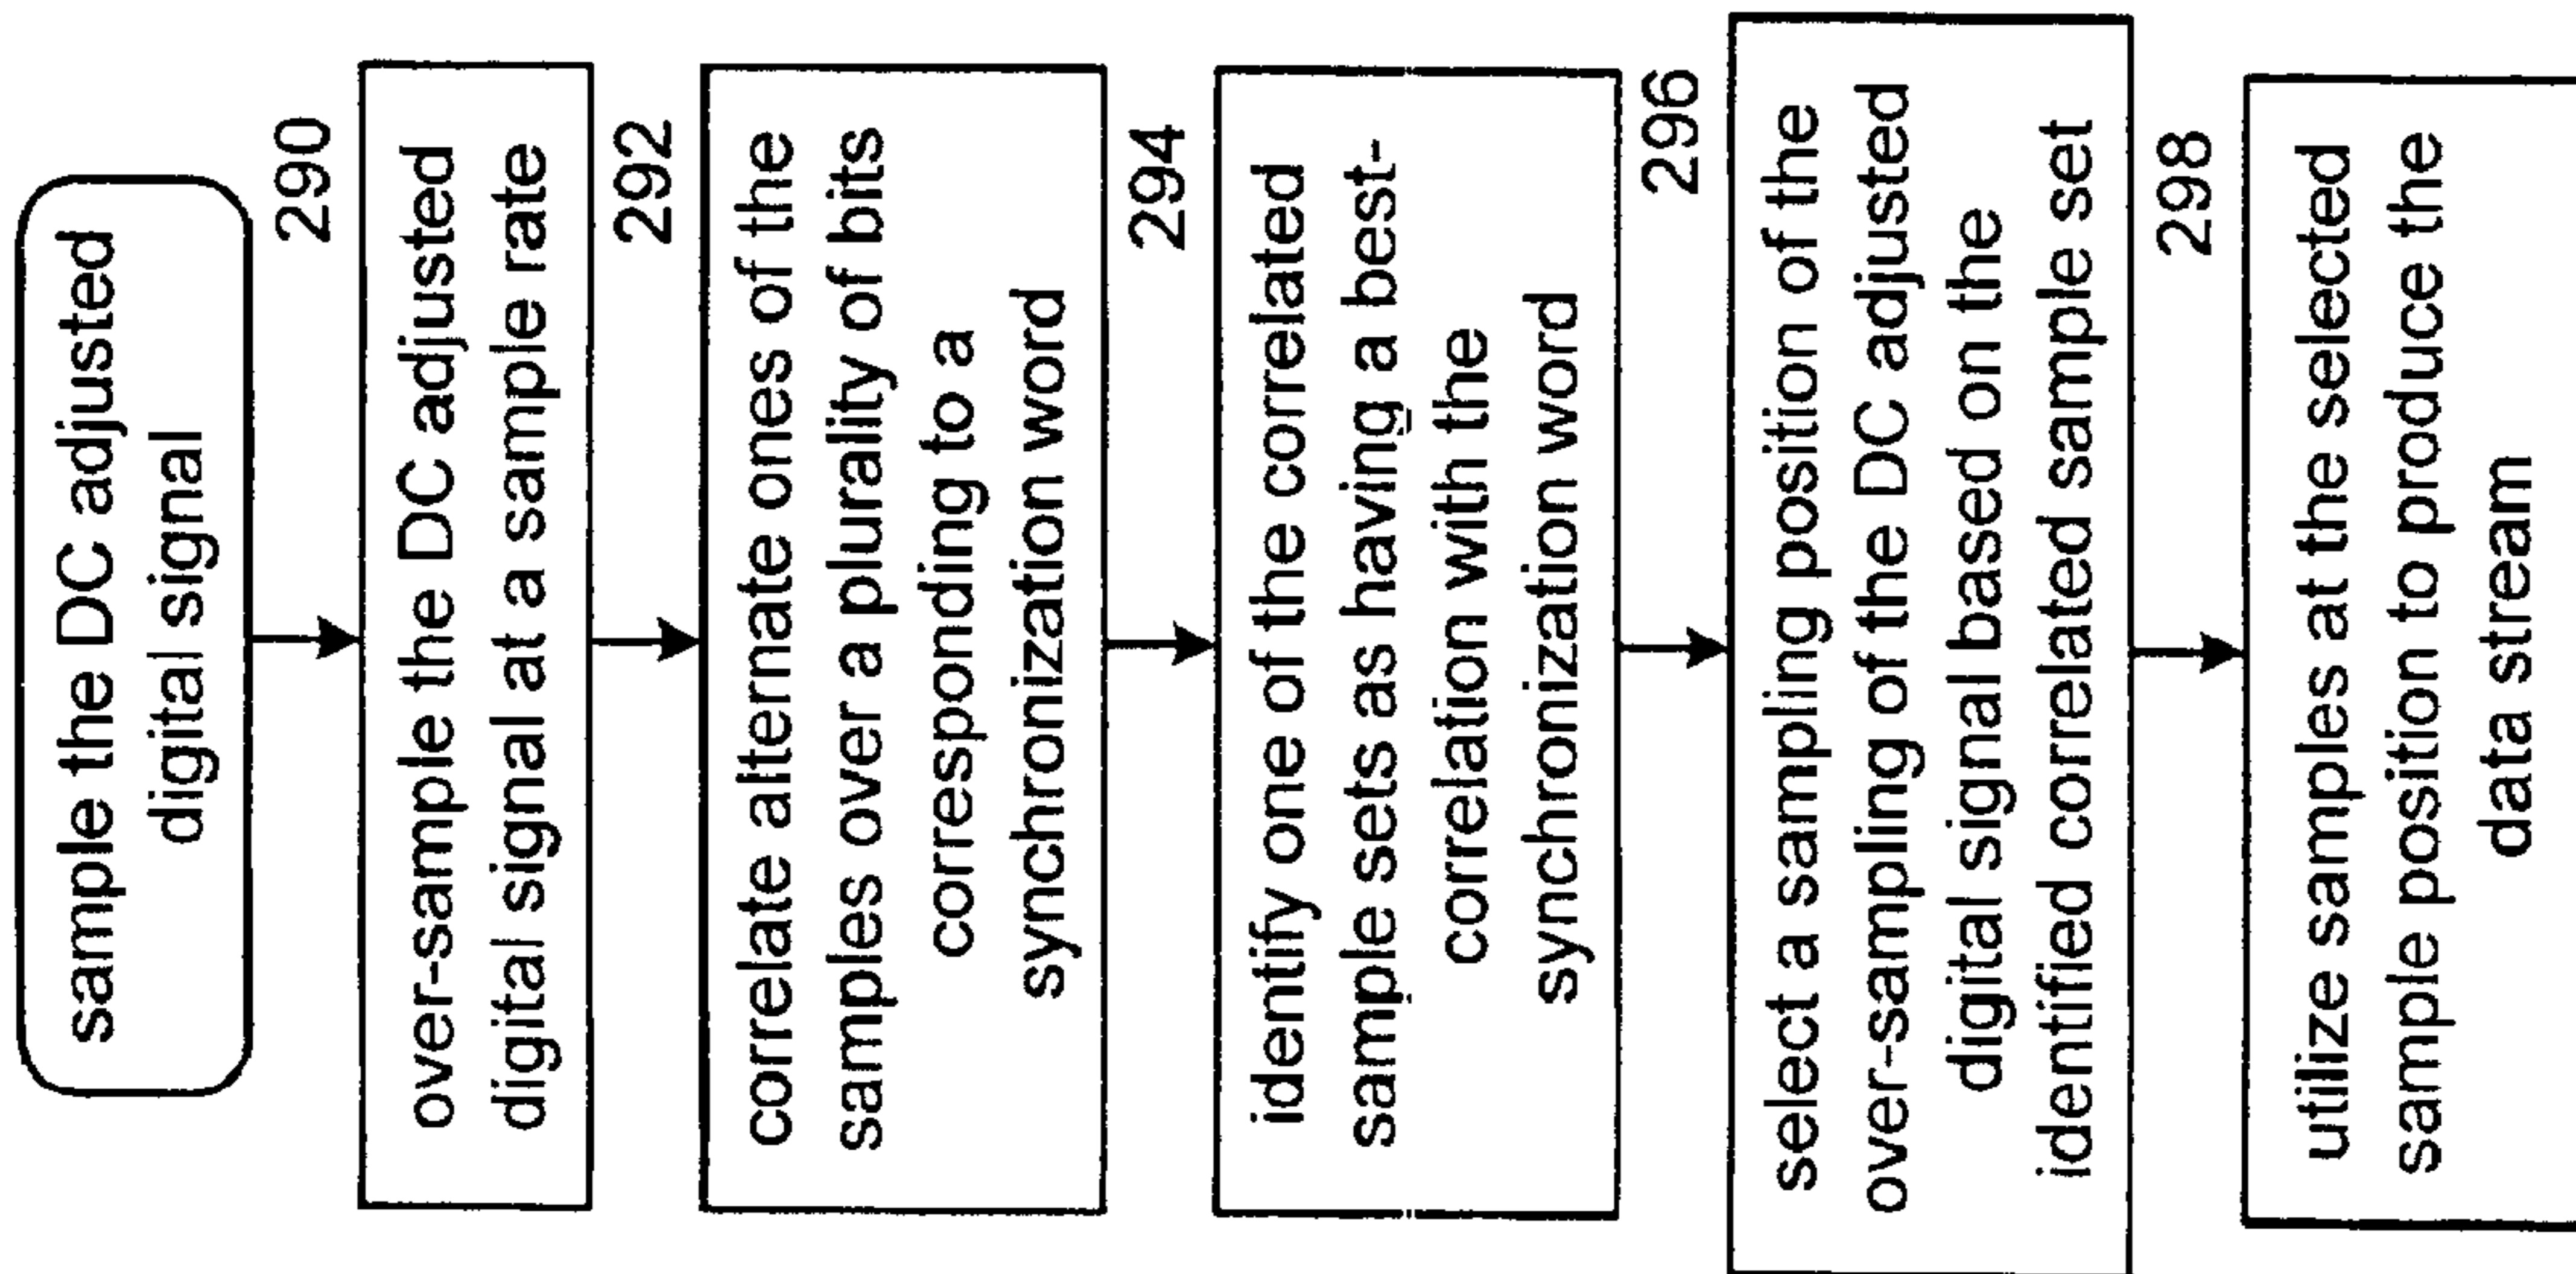 sample the DC adjusted
digital signal
290
over-sample the DC adjusted
digital signal at a sample rate
292
correlate alternate ones of the
samples over a plurality of bits
corresponding to a
synchronization word
294
identify one of the correlated
sample sets as having a best-
correlation with the
synchronization word
296
select a sampling position of the
over-sampling of the DC adjusted
digital signal based on the
identified correlated sample set
298
utilize samples at the selected
sample position to produce the
data stream